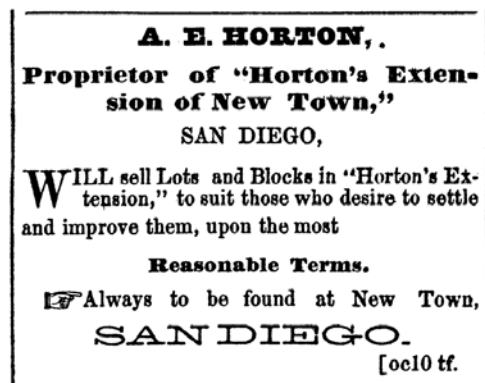 A. E. HORTON,.
Proprietor of "Horton's Exten-
sion of New Town,"
SAN DIEGO,
WILL sell Lots and Blocks in "Horton's Ex-
tension," to suit those who desire to settle
and improve them, upon the most
Reasonable Terms.
☞Always to be found at New Town,
SAN DIEGO.
[oc10 tf.